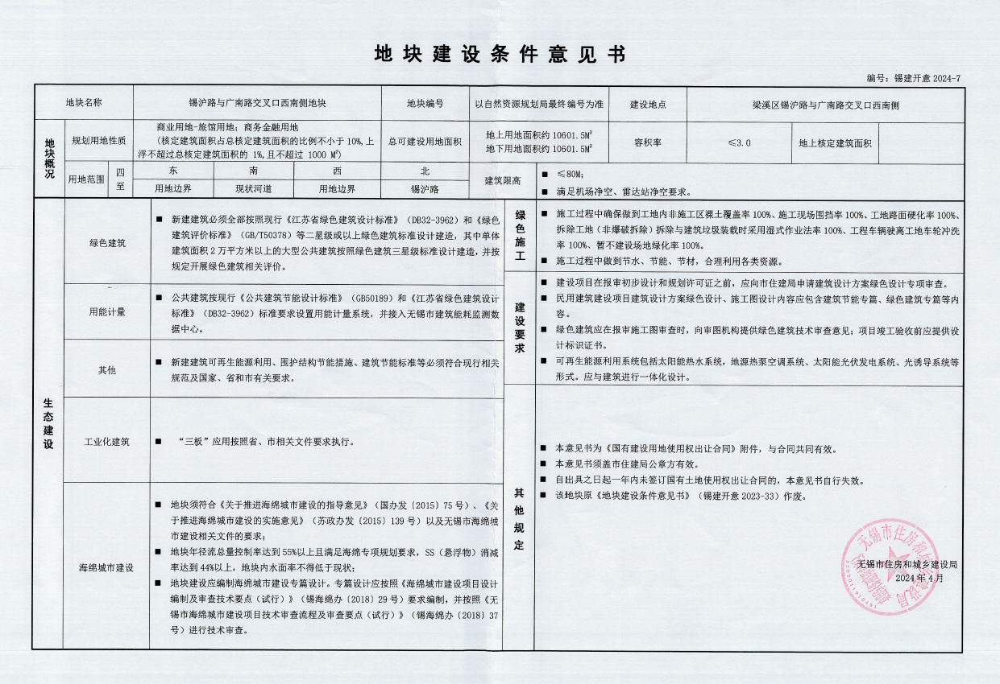 地块建设条件意见书
编号：锡建开意 2024-7
地块名称
锡沪路与广南路交叉口西南侧地块
地块编号
以自然资源规划局最终编号为准
建设地点
梁溪区锡沪路与广南路交叉口西南侧
地块概况
规划用地性质
商业用地-旅馆用地；商务金融用地
(核定建筑面积占总核定建筑面积的比例不小于 10%,上
浮不超过总核定建筑面积的 1%,且不超过 1000 M²)
总可建设用地面积
地上用地面积约 10601.5M²
地下用地面积约 10601.5M²
容积率
≤3.0
地上核定建筑面积
用地范围
四至
东
南
西
北
用地边界
现状河道
用地边界
锡沪路
建筑限高
■ ≤80M；
■ 满足机场净空、雷达站净空要求。
生态建设
绿色建筑
■ 新建建筑必须全部按照现行《江苏省绿色建筑设计标准》（DB32-3962）和《绿色
建筑评价标准》（GB/T50378）等二星级或以上绿色建筑标准设计建造，其中单体
建筑面积 2 万平方米以上的大型公共建筑按照绿色建筑三星级标准设计建造，并按
规定开展绿色建筑相关评价。
用能计量
■ 公共建筑按现行《公共建筑节能设计标准》（GB50189）和《江苏省绿色建筑设计
标准》（DB32-3962）标准要求设置用能计量系统，并接入无锡市建筑能耗监测数
据中心。
其他
■ 新建建筑可再生能源利用、围护结构节能措施、建筑节能标准等必须符合现行相关
规范及国家、省和市有关要求。
工业化建筑
■ “三板”应用按照省、市相关文件要求执行。
海绵城市建设
■ 地块须符合《关于推进海绵城市建设的指导意见》（国办发〔2015〕75 号）、《关
于推进海绵城市建设的实施意见》（苏政办发〔2015〕139 号）以及无锡市海绵城
市建设相关文件的要求；
■ 地块年径流总量控制率达到 55%以上且满足海绵专项规划要求，SS（悬浮物）消减
率达到 44%以上，地块内水面率不得低于现状；
■ 地块建设应编制海绵城市建设专篇设计。专篇设计应按照《海绵城市建设项目设计
编制及审查技术要点（试行）》（锡海绵办〔2018〕29 号）要求编制，并按照《无
锡市海绵城市建设项目技术审查流程及审查要点（试行）》（锡海绵办〔2018〕37
号）进行技术审查。
绿色施工
■ 施工过程中确保做到工地内非施工区裸土覆盖率 100%、施工现场围挡率 100%、工地路面硬化率 100%、
拆除工地（非爆破拆除）拆除与建筑垃圾装载时采用湿式作业法率 100%、工程车辆驶离工地车轮冲洗
率 100%、暂不建设场地绿化率 100%。
■ 施工过程中做到节水、节能、节材，合理利用各类资源。
建设要求
■ 建设项目在报审初步设计和规划许可证之前，应向市住建局申请建筑设计方案绿色设计专项审查。
■ 民用建筑建设项目建筑设计方案绿色设计、施工图设计内容应包含建筑节能专篇、绿色建筑专篇等内
容。
■ 绿色建筑应在报审施工图审查时，向审图机构提供绿色建筑技术审查意见；项目竣工验收前应提供设
计标识证书。
■ 可再生能源利用系统包括太阳能热水系统，地源热泵空调系统、太阳能光伏发电系统、光诱导系统等
形式。应与建筑进行一体化设计。
其他规定
■ 本意见书为《国有建设用地使用权出让合同》附件，与合同共同有效。
■ 本意见书须盖市住建局公章方有效。
■ 自出具之日起一年内未签订国有土地使用权出让合同的，本意见书自行失效。
■ 该地块原《地块建设条件意见书》（锡建开意 2023-33）作废。
无锡市住房和城乡建设局
2024 年 4 月
无锡市住房和城乡建设局